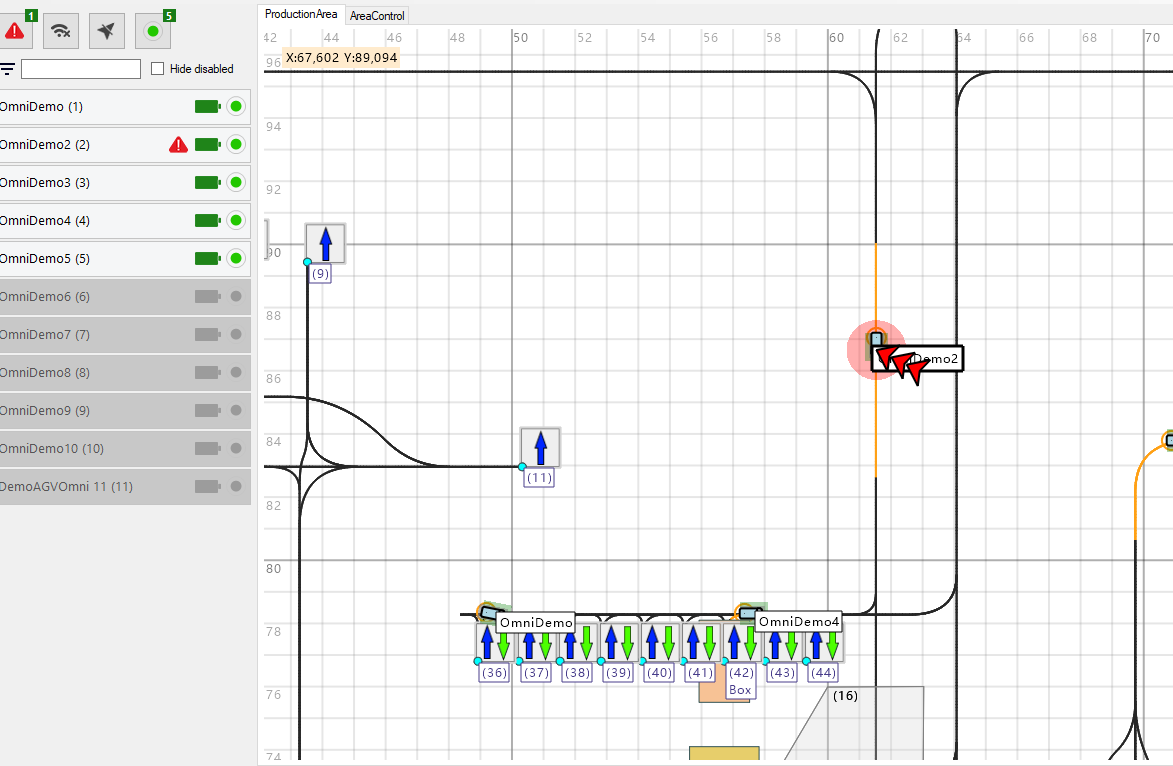 1
5
ProductionArea
AreaControl
42 44 46 48 50 52 54 56 58 60 62 64 66 68 70
X:67,602 Y:89,094
Hide disabled
OmniDemo (1)
OmniDemo2 (2)
OmniDemo3 (3)
OmniDemo4 (4)
OmniDemo5 (5)
OmniDemo6 (6)
OmniDemo7 (7)
OmniDemo8 (8)
OmniDemo9 (9)
OmniDemo10 (10)
DemoAGVOmni 11 (11)
96
94
92
90
(9)
88
86
84
(11)
82
80
78
OmniDemo
OmniDemo4
(36) (37) (38) (39) (40) (41) (42) (43) (44)
Box
76
(16)
74